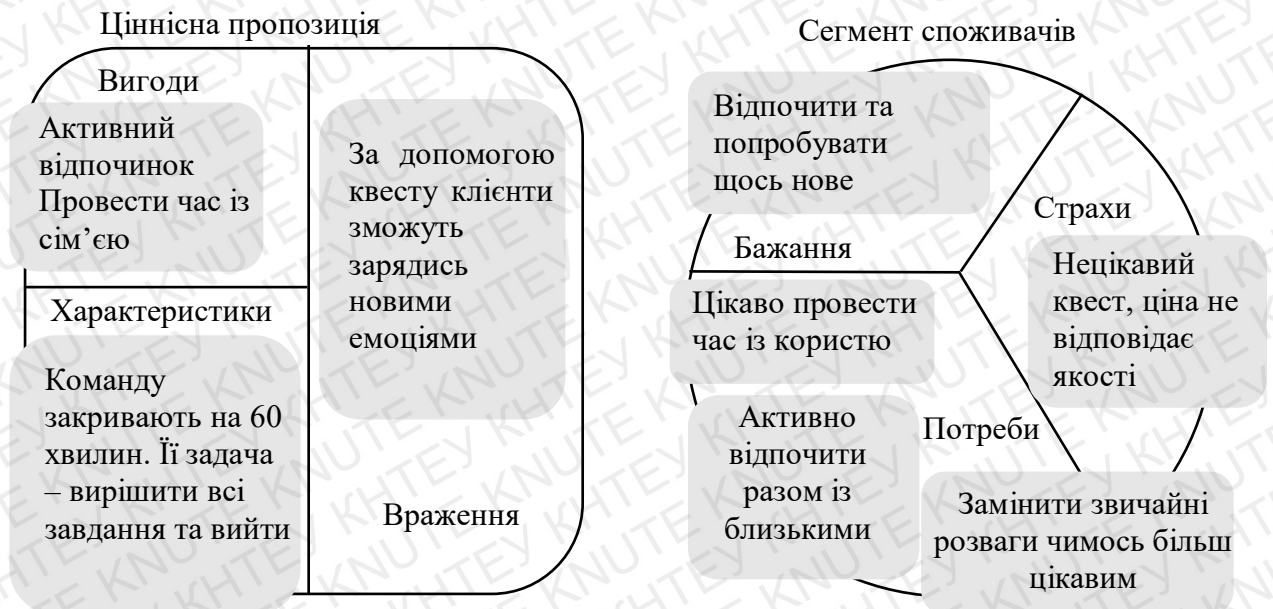 Ціннісна пропозиція
Вигоди
Активний
відпочинок
Провести час із
сім’єю
Характеристики
Команду
закривають на 60
хвилин. Її задача
– вирішити всі
завдання та вийти
За допомогою
квесту клієнти
зможуть
зарядись
новими
емоціями
Враження
Сегмент споживачів
Відпочити та
попробувати
щось нове
Бажання
Страхи
Нецікавий
квест, ціна не
відповідає
якості
Цікаво провести
час із користю
Активно
відпочити
разом із
близькими
Потреби
Замінити звичайні
розваги чимось більш
цікавим